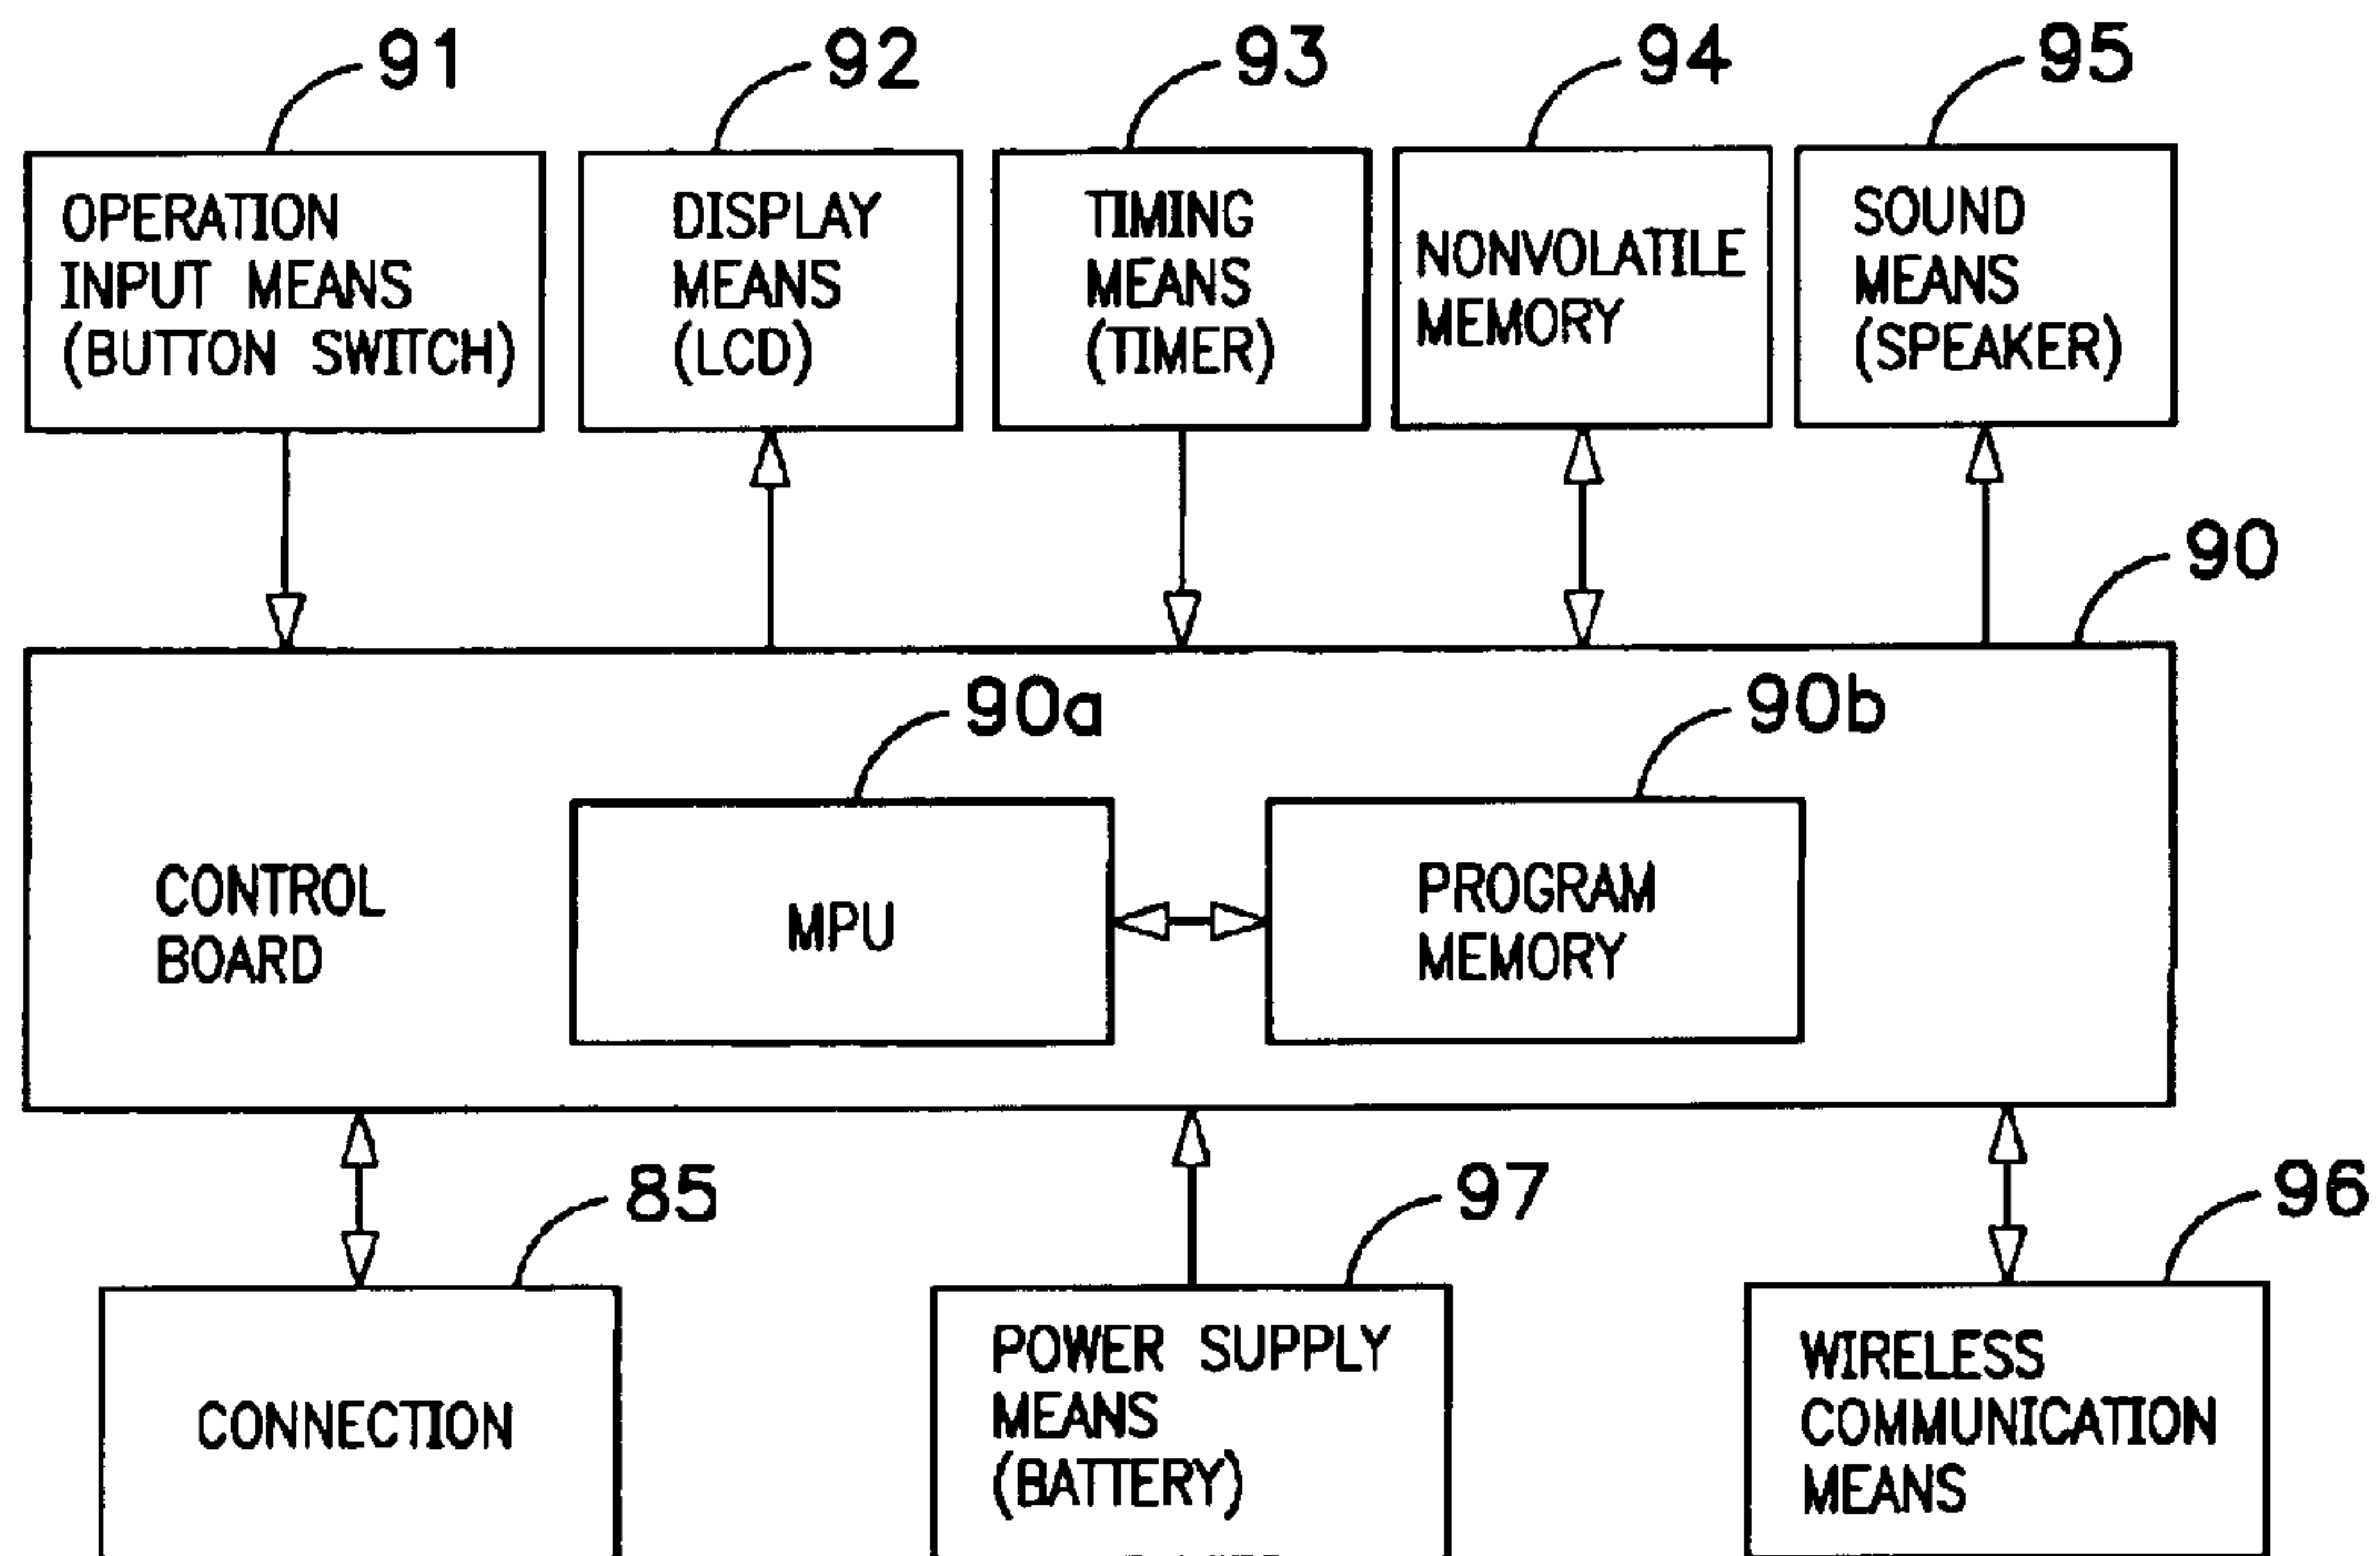 91
92
93
94
95
OPERATION
INPUT MEANS
(BUTTON SWITCH)
DISPLAY
MEANS
(LCD)
TIMING
MEANS
(TIMER)
NONVOLATILE
MEMORY
SOUND
MEANS
(SPEAKER)
90
90a
90b
CONTROL
BOARD
MPU
PROGRAM
MEMORY
85
97
96
CONNECTION
POWER SUPPLY
MEANS
(BATTERY)
WIRELESS
COMMUNICATION
MEANS